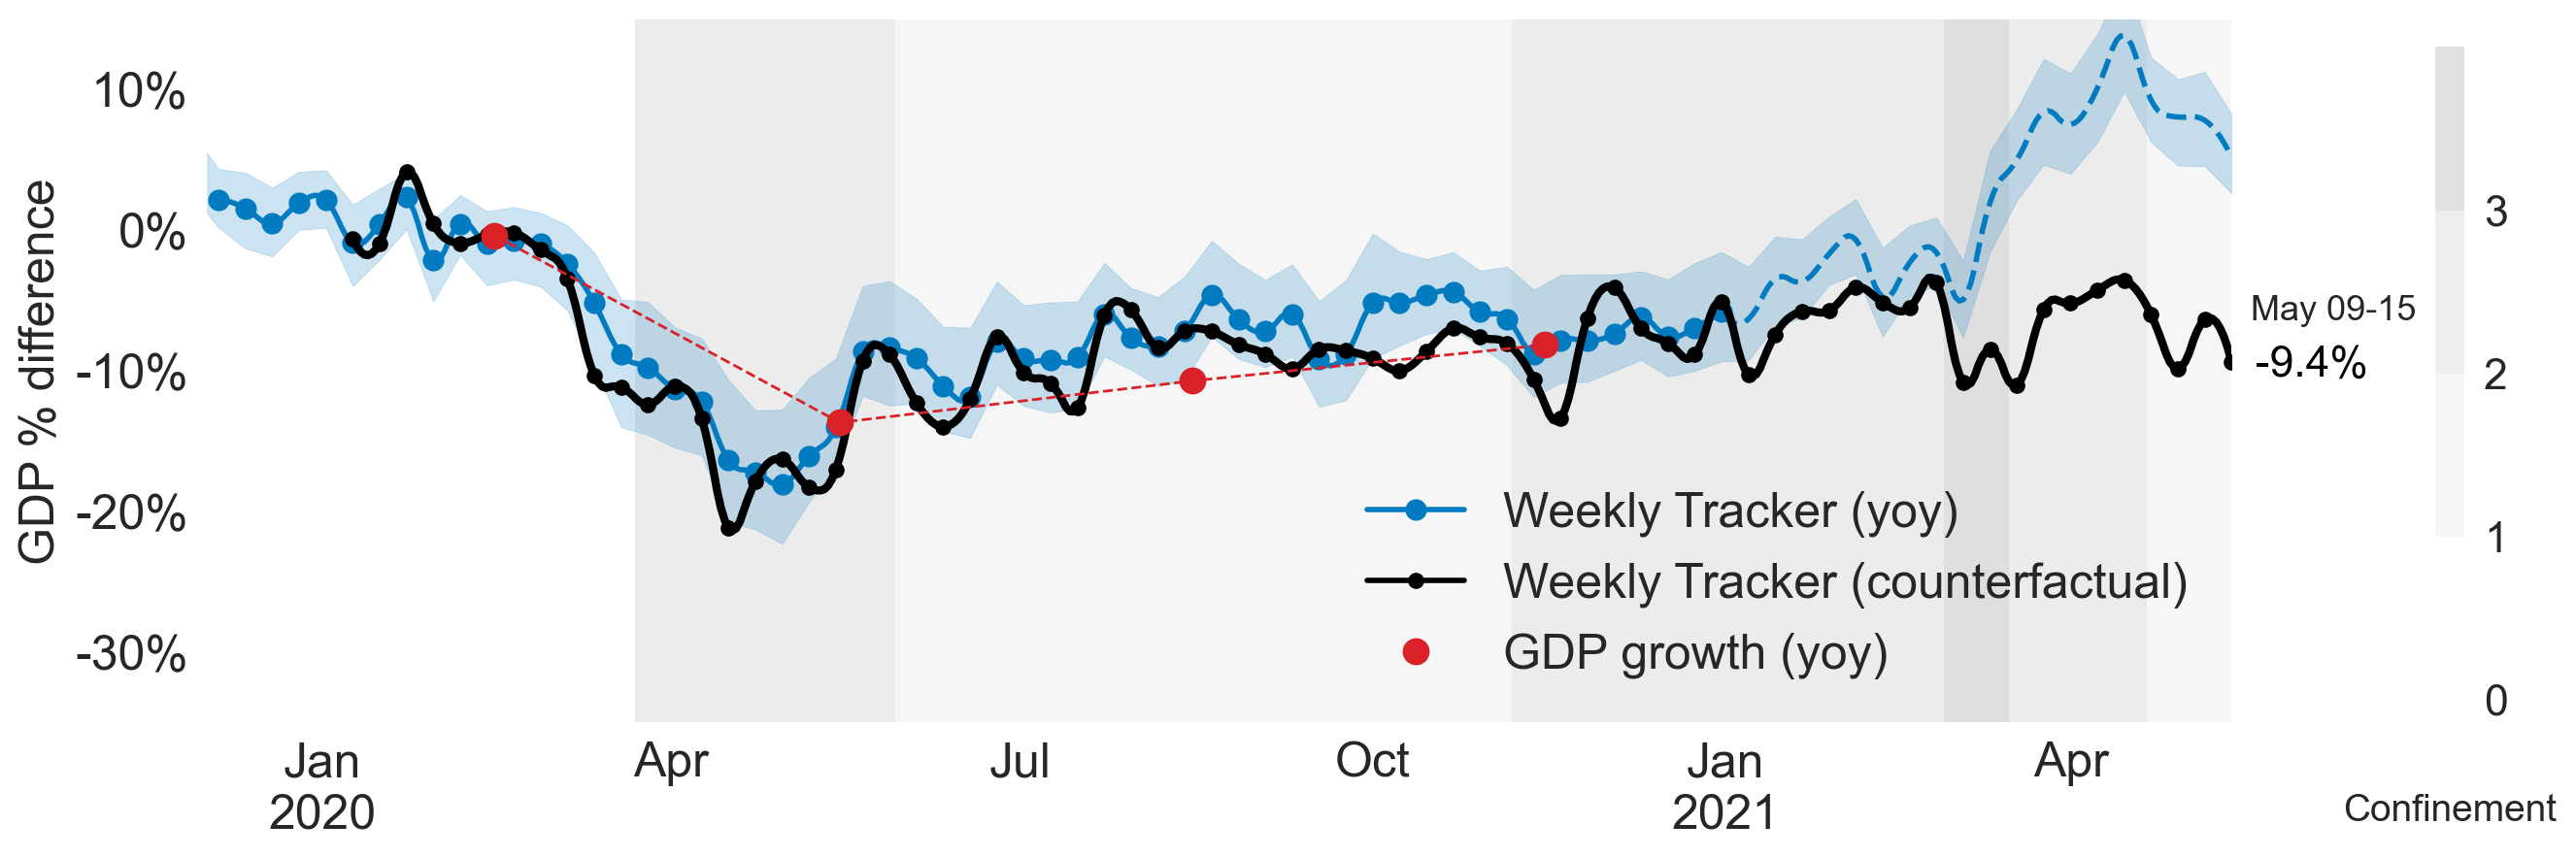 GDP % difference
10%
0%
-10%
-20%
-30%
Weekly Tracker (yoy)
Weekly Tracker (counterfactual)
GDP growth (yoy)
May 09-15
-9.4%
3
2
1
0
Jan
2020
Apr
Jul
Oct
Jan
2021
Apr
Confinement